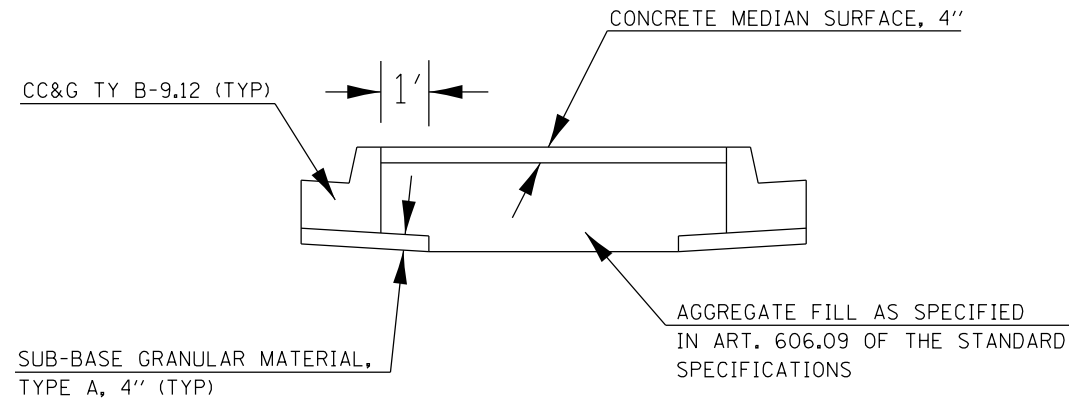 CONCRETE MEDIAN SURFACE, 4''
CC&G TY B-9.12 (TYP)
1'
AGGREGATE FILL AS SPECIFIED
IN ART. 606.09 OF THE STANDARD
SPECIFICATIONS
SUB-BASE GRANULAR MATERIAL,
TYPE A, 4'' (TYP)